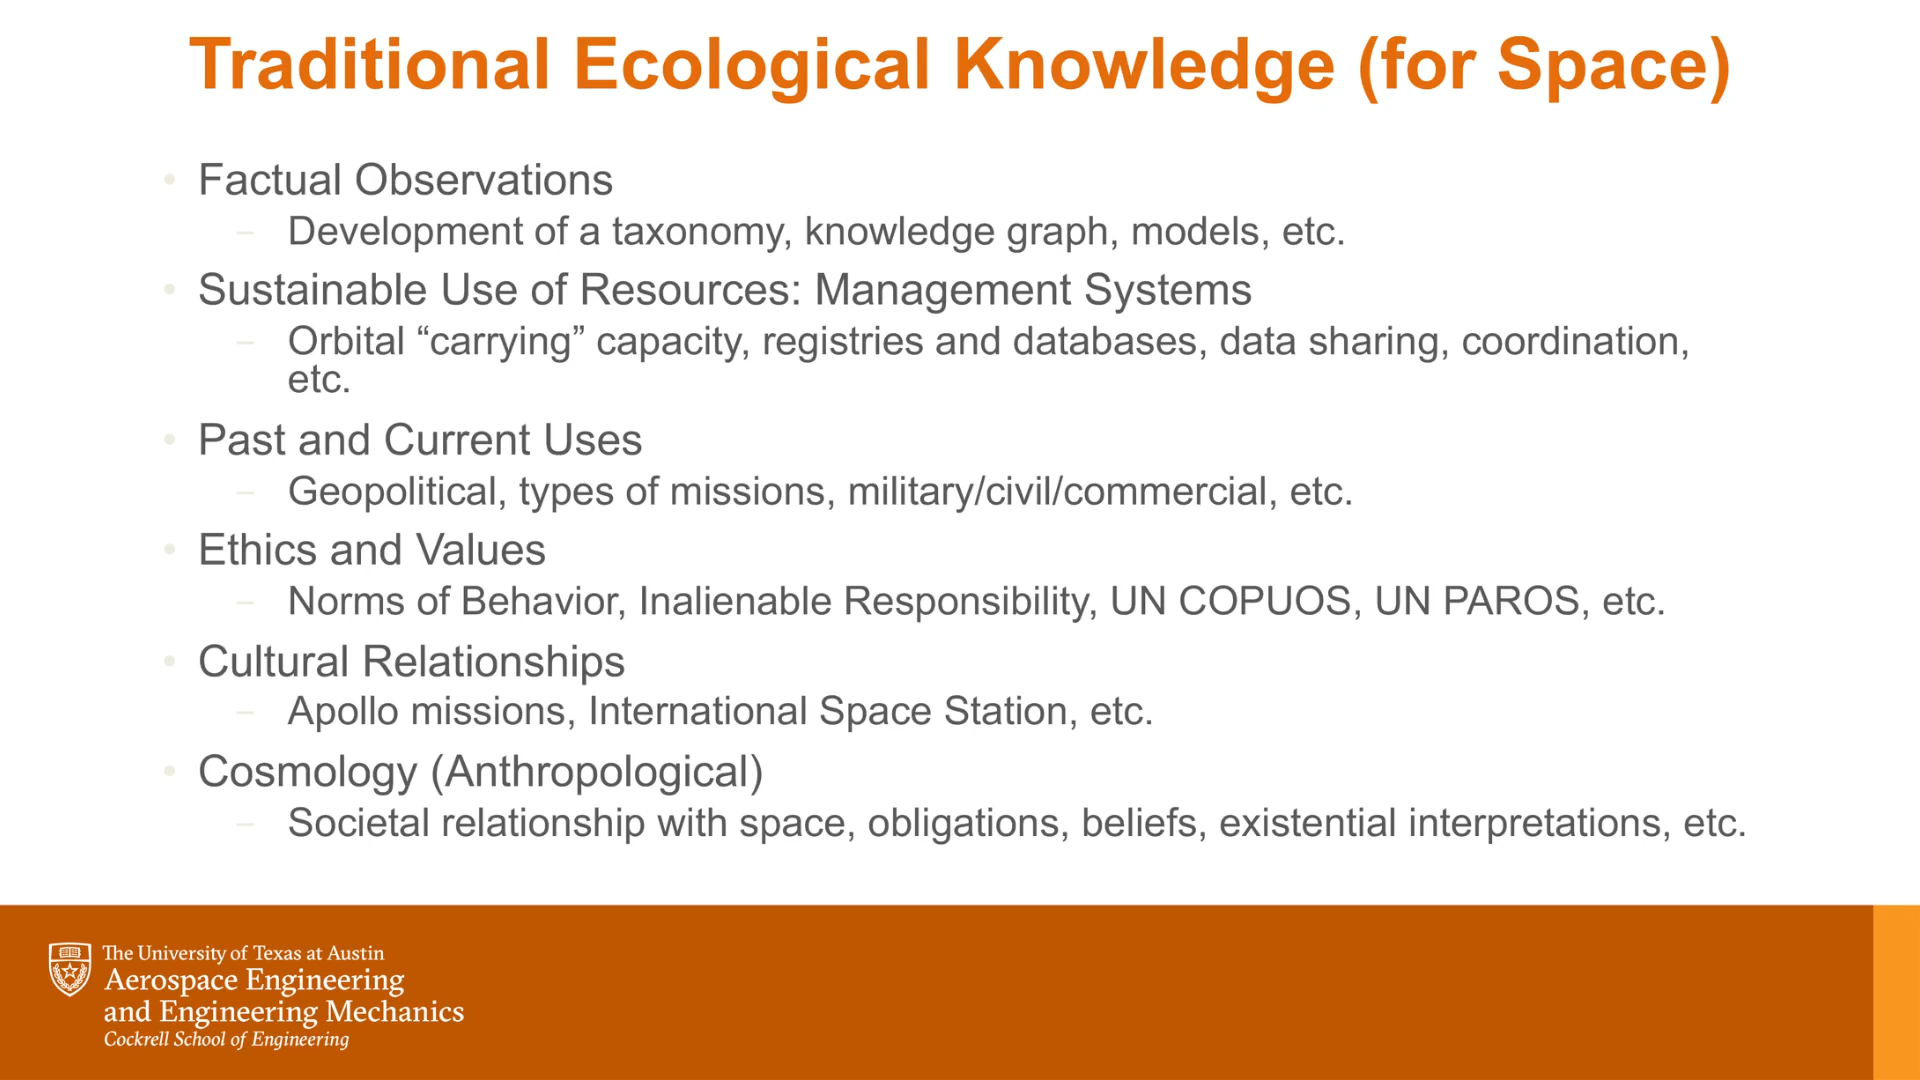 Traditional Ecological Knowledge (for Space)
• Factual Observations
– Development of a taxonomy, knowledge graph, models, etc.
• Sustainable Use of Resources: Management Systems
– Orbital “carrying” capacity, registries and databases, data sharing, coordination,
etc.
• Past and Current Uses
– Geopolitical, types of missions, military/civil/commercial, etc.
• Ethics and Values
– Norms of Behavior, Inalienable Responsibility, UN COPUOS, UN PAROS, etc.
• Cultural Relationships
– Apollo missions, International Space Station, etc.
• Cosmology (Anthropological)
– Societal relationship with space, obligations, beliefs, existential interpretations, etc.
The University of Texas at Austin
Aerospace Engineering
and Engineering Mechanics
Cockrell School of Engineering